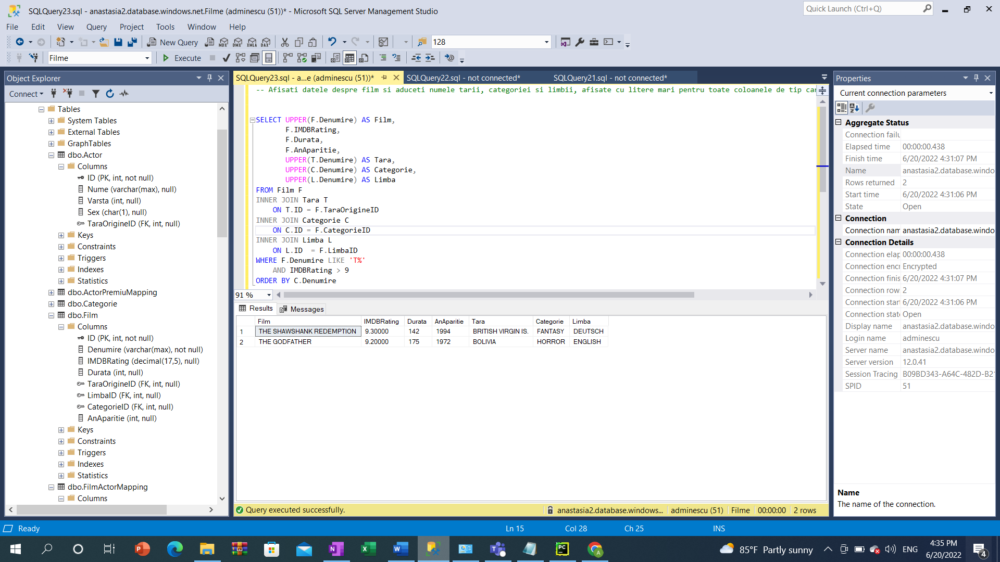 SQLQuery23.sql - anastasia2.database.windows.net.Filme (adminescu (51))* - Microsoft SQL Server Management Studio
Quick Launch (Ctrl+Q)
File Edit View Query Project Tools Window Help
New Query
MDX DMX XMLA DAX
128
Filme
Execute
Object Explorer
Connect
Tables
System Tables
External Tables
GraphTables
dbo.Actor
Columns
ID (PK, int, not null)
Nume (varchar(max), null)
Varsta (int, null)
Sex (char(1), null)
TaraOrigineID (FK, int, null)
Keys
Constraints
Triggers
Indexes
Statistics
dbo.ActorPremiuMapping
dbo.Categorie
dbo.Film
Columns
ID (PK, int, not null)
Denumire (varchar(max), not null)
IMDBRating (decimal(17,5), null)
Durata (int, null)
TaraOrigineID (FK, int, null)
LimbaID (FK, int, null)
CategorieID (FK, int, null)
AnAparitie (int, null)
Keys
Constraints
Triggers
Indexes
Statistics
dbo.FilmActorMapping
Columns
SQLQuery23.sql - a...e (adminescu (51))*
SQLQuery22.sql - not connected*
SQLQuery21.sql - not connected*
-- Afisati datele despre film si aduceti numele tarii, categoriei si limbii, afisate cu litere mari pentru toate coloanele de tip car
SELECT UPPER(F.Denumire) AS Film,
F.IMDBRating,
F.Durata,
F.AnAparitie,
UPPER(T.Denumire) AS Tara,
UPPER(C.Denumire) AS Categorie,
UPPER(L.Denumire) AS Limba
FROM Film F
INNER JOIN Tara T
ON T.ID = F.TaraOrigineID
INNER JOIN Categorie C
ON C.ID = F.CategorieID
INNER JOIN Limba L
ON L.ID  = F.LimbaID
WHERE F.Denumire LIKE 'T%'
AND IMDBRating > 9
ORDER BY C.Denumire
91 %
Results Messages
Film IMDBRating Durata AnAparitie Tara Categorie Limba
1 THE SHAWSHANK REDEMPTION 9.30000 142 1994 BRITISH VIRGIN IS. FANTASY DEUTSCH
2 THE GODFATHER 9.20000 175 1972 BOLIVIA HORROR ENGLISH
Query executed successfully.
anastasia2.database.windows... adminescu (51) Filme 00:00:00 2 rows
Properties
Current connection parameters
Aggregate Status
Connection failu
Elapsed time 00:00:00.438
Finish time 6/20/2022 4:31:07 PM
Name anastasia2.database.windo
Rows returned 2
Start time 6/20/2022 4:31:06 PM
State Open
Connection
Connection nam anastasia2.database.windo
Connection Details
Connection elap 00:00:00.438
Connection encr Encrypted
Connection finis 6/20/2022 4:31:07 PM
Connection row 2
Connection start 6/20/2022 4:31:06 PM
Connection state Open
Display name anastasia2.database.windo
Login name adminescu
Server name anastasia2.database.windo
Server version 12.0.41
Session Tracing B09BD343-A64C-482D-B21
SPID 51
Name
The name of the connection.
Ready
Ln 15 Col 28 Ch 25 INS
85°F Partly sunny
ENG
4:35 PM
6/20/2022
4